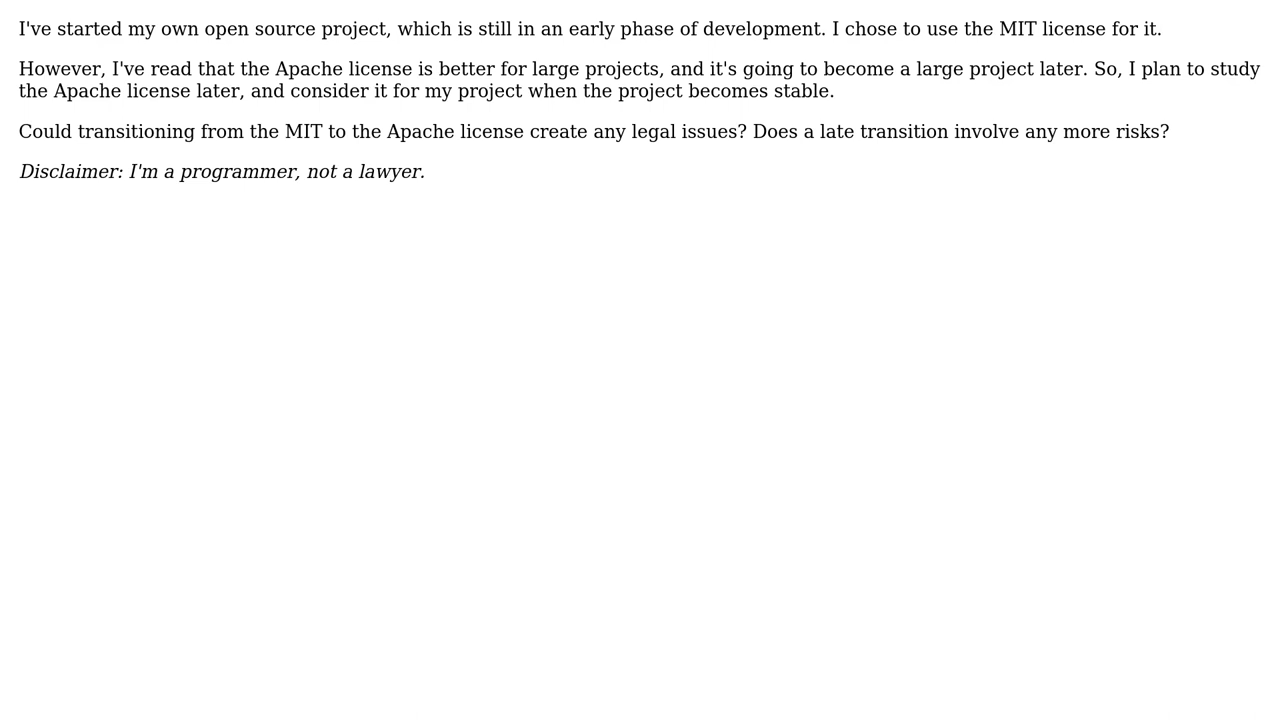 I've started my own open source project, which is still in an early phase of development. I chose to use the MIT license for it.
However, I've read that the Apache license is better for large projects, and it's going to become a large project later. So, I plan to study
the Apache license later, and consider it for my project when the project becomes stable.
Could transitioning from the MIT to the Apache license create any legal issues? Does a late transition involve any more risks?
Disclaimer: I'm a programmer, not a lawyer.